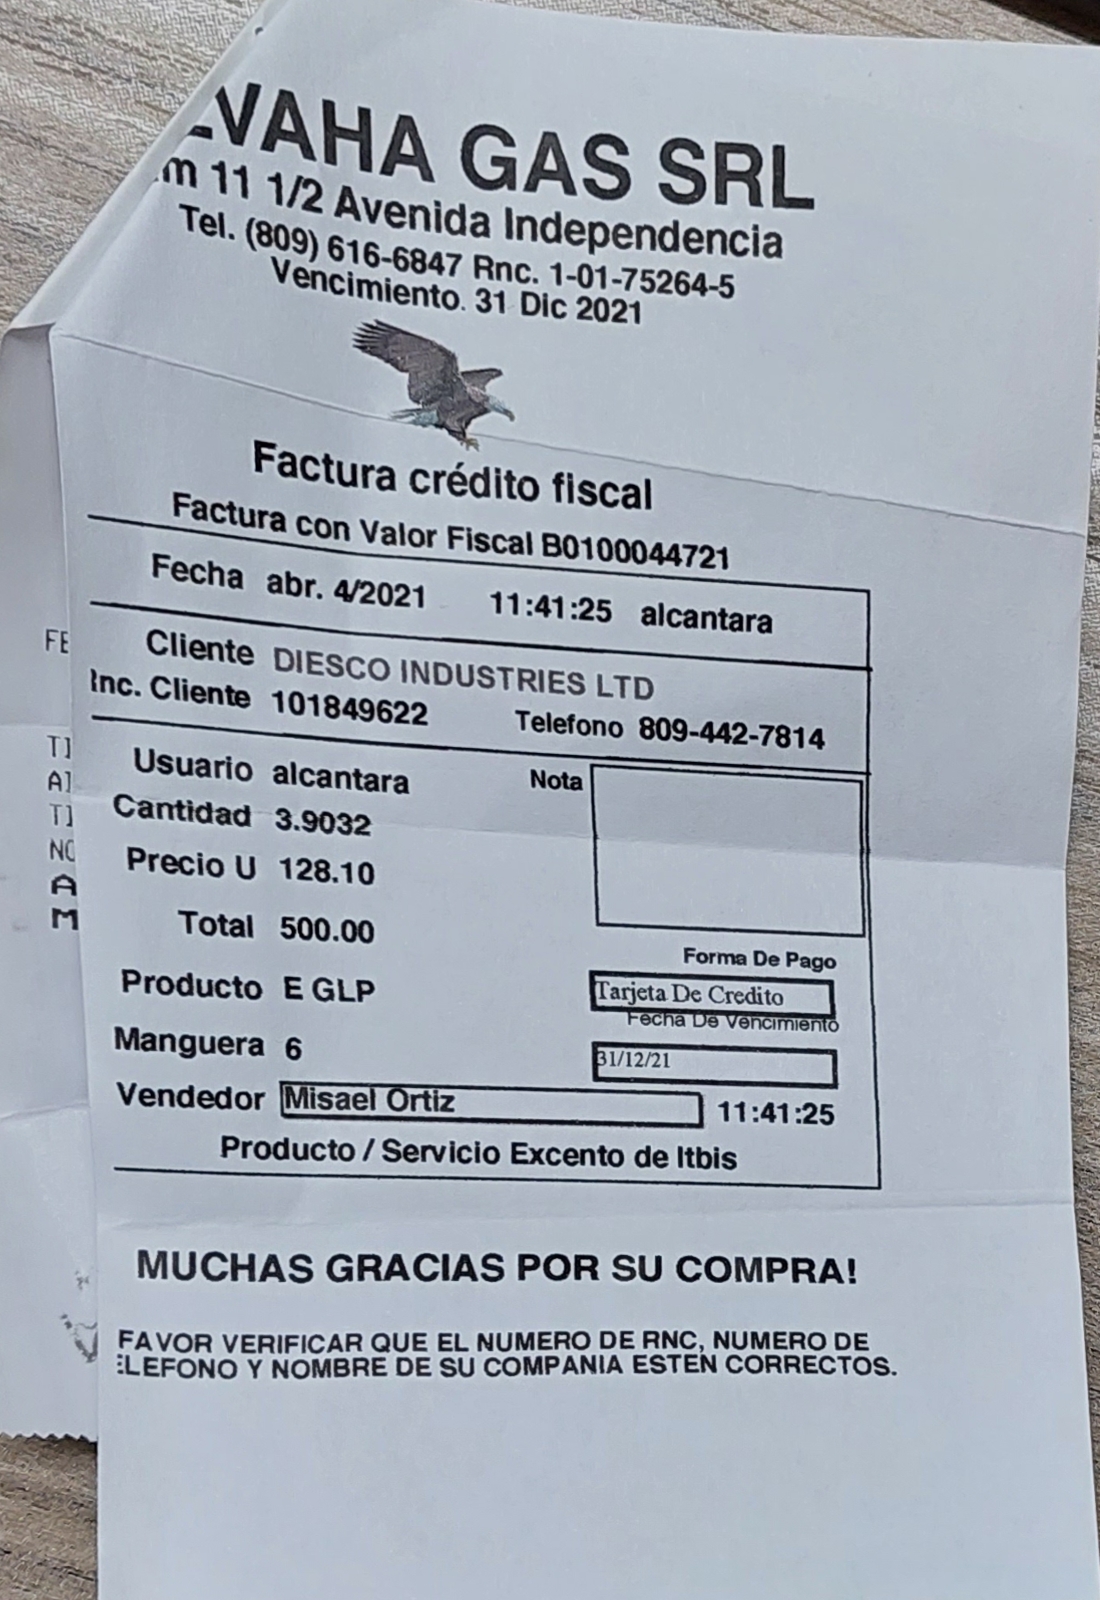 VAHA GAS SRL
m 11 1/2 Avenida Independencia
Tel. (809) 616-6847 Rnc. 1-01-75264-5
Vencimiento. 31 Dic 2021
Factura crédito fiscal
Factura con Valor Fiscal B0100044721
Fecha abr. 4/2021 11:41:25 alcantara
Cliente DIESCO INDUSTRIES LTD
nc. Cliente 101849622 Telefono 809-442-7814
Usuario alcantara Nota
Cantidad 3.9032
Precio U 128.10
Total 500.00
Forma De Pago
Producto E GLP Tarjeta De Credito
Fecha De Vencimiento
Manguera 6 31/12/21
Vendedor Misael Ortiz 11:41:25
Producto / Servicio Excento de Itbis
MUCHAS GRACIAS POR SU COMPRA!
FAVOR VERIFICAR QUE EL NUMERO DE RNC, NUMERO DE
LEFONO Y NOMBRE DE SU COMPANIA ESTEN CORRECTOS.
FE
TI
AI
TI
NO
A
M